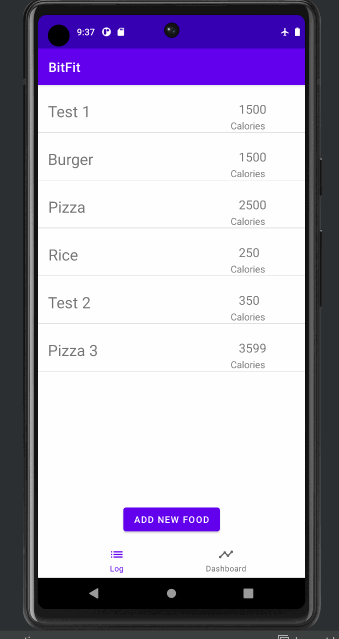 9:37
BitFit
Test 1
1500
Calories
Burger
1500
Calories
Pizza
2500
Calories
Rice
250
Calories
Test 2
350
Calories
Pizza 3
3599
Calories
ADD NEW FOOD
Log
Dashboard